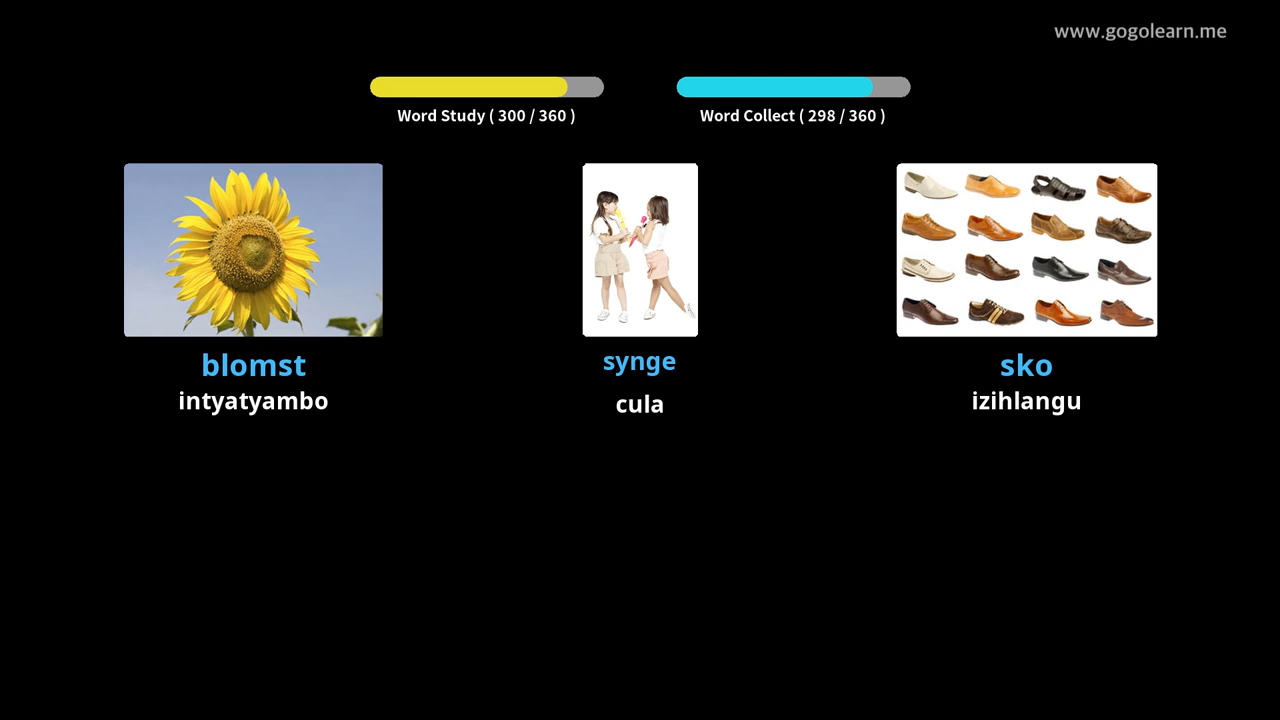 www.gogolearn.me
Word Study ( 300 / 360 )
Word Collect ( 298 / 360 )
blomst
intyatyambo
synge
cula
sko
izihlangu